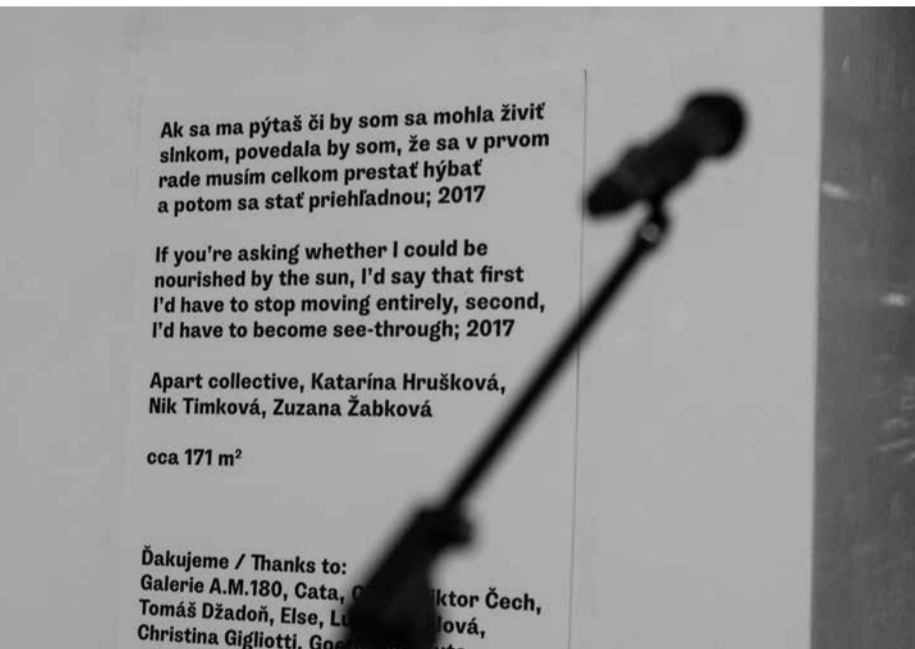 Ak sa ma pýtaš či by som sa mohla živiť
slnkom, povedala by som, že sa v prvom
rade musím celkom prestať hýbať
a potom sa stať priehľadnou; 2017
If you're asking whether I could be
nourished by the sun, I'd say that first
I'd have to stop moving entirely, second,
I'd have to become see-through; 2017
Apart collective, Katarína Hrušková,
Nik Timková, Zuzana Žabková
cca 171 m²
Ďakujeme / Thanks to:
Galerie A.M.180, Cata, Čech,
Tomáš Džadoň, Else,
Christina Gigliotti,